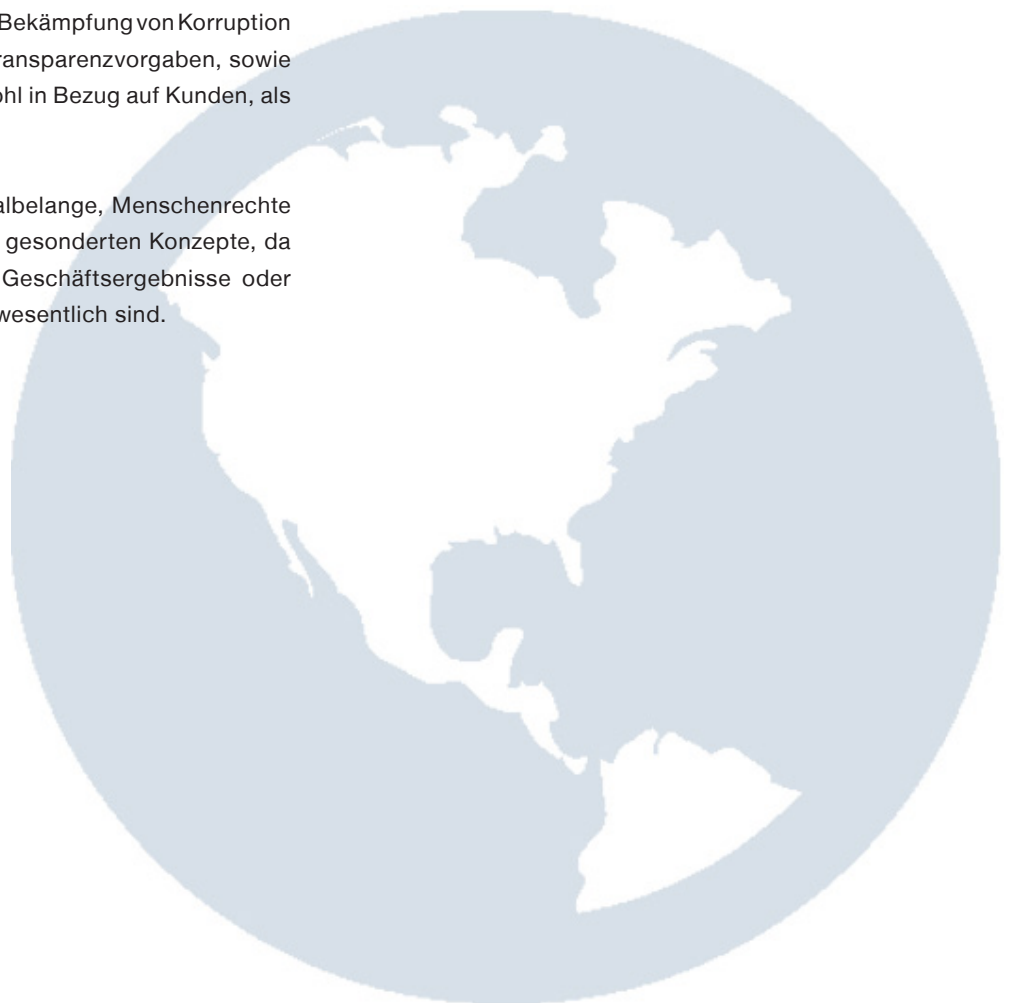 Bekämpfung von Korruption
ransparenzvorgaben, sowie
hl in Bezug auf Kunden, als
albelange, Menschenrechte
gesonderten Konzepte, da
Geschäftsergebnisse oder
wesentlich sind.